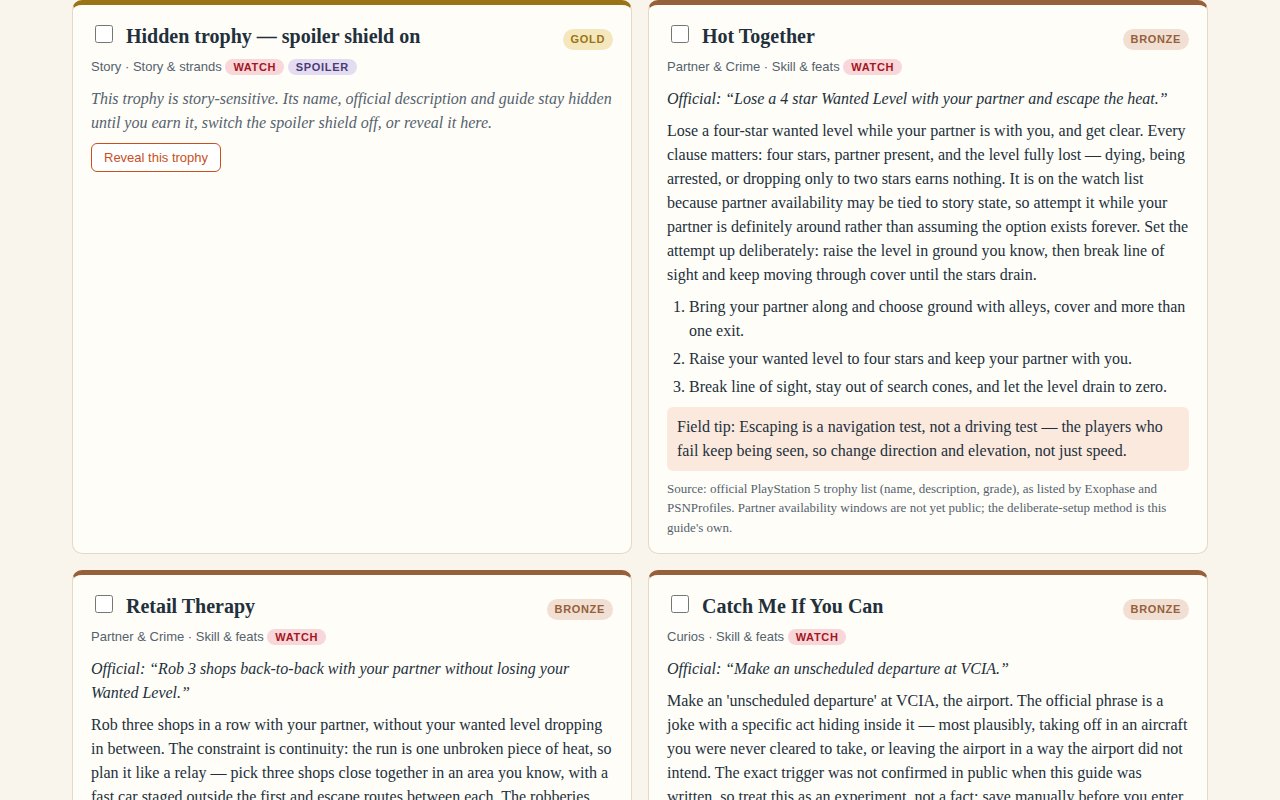 Hidden trophy — spoiler shield on
GOLD
Story · Story & strands WATCH SPOILER
This trophy is story-sensitive. Its name, official description and guide stay hidden
until you earn it, switch the spoiler shield off, or reveal it here.
Reveal this trophy
Hot Together
BRONZE
Partner & Crime · Skill & feats WATCH
Official: “Lose a 4 star Wanted Level with your partner and escape the heat.”
Lose a four-star wanted level while your partner is with you, and get clear. Every
clause matters: four stars, partner present, and the level fully lost — dying, being
arrested, or dropping only to two stars earns nothing. It is on the watch list
because partner availability may be tied to story state, so attempt it while your
partner is definitely around rather than assuming the option exists forever. Set the
attempt up deliberately: raise the level in ground you know, then break line of
sight and keep moving through cover until the stars drain.
1. Bring your partner along and choose ground with alleys, cover and more than
one exit.
2. Raise your wanted level to four stars and keep your partner with you.
3. Break line of sight, stay out of search cones, and let the level drain to zero.
Field tip: Escaping is a navigation test, not a driving test — the players who
fail keep being seen, so change direction and elevation, not just speed.
Source: official PlayStation 5 trophy list (name, description, grade), as listed by Exophase and
PSNProfiles. Partner availability windows are not yet public; the deliberate-setup method is this
guide's own.
Retail Therapy
BRONZE
Partner & Crime · Skill & feats WATCH
Official: “Rob 3 shops back-to-back with your partner without losing your
Wanted Level.”
Rob three shops in a row with your partner, without your wanted level dropping
in between. The constraint is continuity: the run is one unbroken piece of heat, so
plan it like a relay — pick three shops close together in an area you know, with a
fast car staged outside the first and escape routes between each. The robberies
Catch Me If You Can
BRONZE
Curios · Skill & feats WATCH
Official: “Make an unscheduled departure at VCIA.”
Make an 'unscheduled departure' at VCIA, the airport. The official phrase is a
joke with a specific act hiding inside it — most plausibly, taking off in an aircraft
you were never cleared to take, or leaving the airport in a way the airport did not
intend. The exact trigger was not confirmed in public when this guide was
written, so treat this as an experiment, not a fact: save manually before you enter